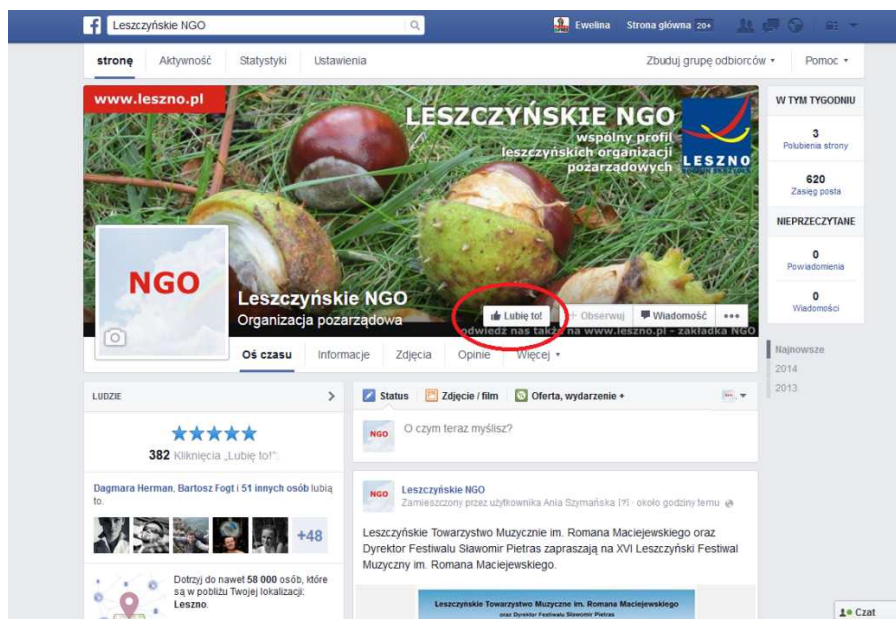 Leszczyńskie NGO
Ewelina Strona główna 20+
stronę Aktywność Statystyki Ustawienia Zbuduj grupę odbiorców Pomoc
www.leszno.pl
LESZCZYŃSKIE NGO
wspólny profil
leszczyńskich organizacji
pozarządowych
LESZNO
NGO
Leszczyńskie NGO
Organizacja pozarządowa
Lubię to! Obserwuj Wiadomość
odwiedź nas także na www.leszno.pl - zakładka NGO
Oś czasu Informacje Zdjęcia Opinie Więcej
W TYM TYGODNIU
3
Polubienia strony
620
Zasięg posta
NIEPRZECZYTANE
0
Powiadomienia
0
Wiadomości
Najnowsze
2014
2013
LUDZIE
382 Kliknięcia „Lubię to!":
Dagmara Herman, Bartosz Fogt i 51 innych osób lubią
to.
+48
Dotrzyj do nawet 58 000 osób, które
są w pobliżu Twojej lokalizacji:
Leszno.
Status Zdjęcie / film Oferta, wydarzenie +
NGO
O czym teraz myślisz?
NGO
Leszczyńskie NGO
Zamieszczony przez użytkownika Ania Szymańska [?] · około godziny temu
Leszczyńskie Towarzystwo Muzycznie im. Romana Maciejewskiego oraz
Dyrektor Festiwalu Sławomir Pietras zapraszają na XVI Leszczyński Festiwal
Muzyczny im. Romana Maciejewskiego.
Leszczyńskie Towarzystwo Muzyczne im. Romana Maciejewskiego
oraz Dyrektor Festiwalu Sławomir Pietras
Czat